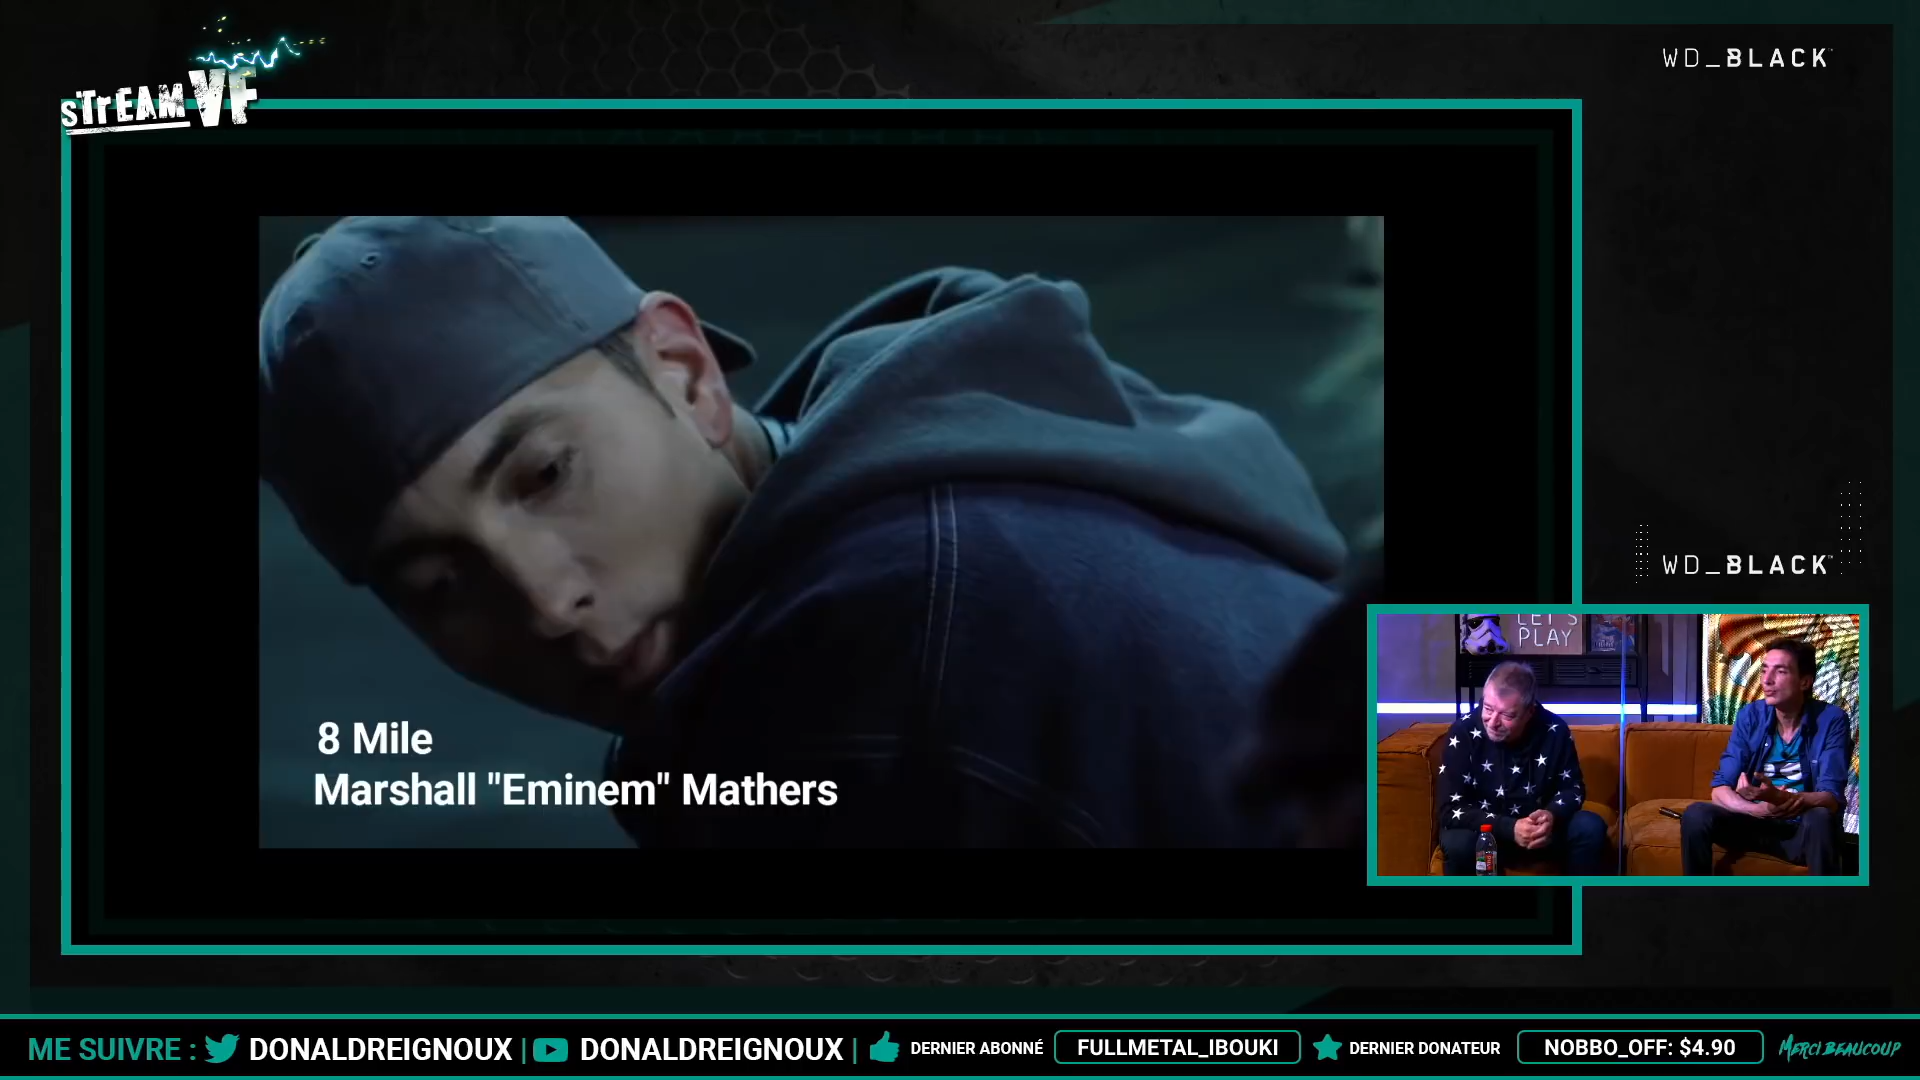 STrEAM VF
WD_BLACK
8 Mile
Marshall "Eminem" Mathers
WD_BLACK
LET'S
PLAY
ME SUIVRE : DONALDREIGNOUX | DONALDREIGNOUX | DERNIER ABONNÉ FULLMETAL_IBOUKI DERNIER DONATEUR NOBBO_OFF: $4.90 MERCI BEAUCOUP